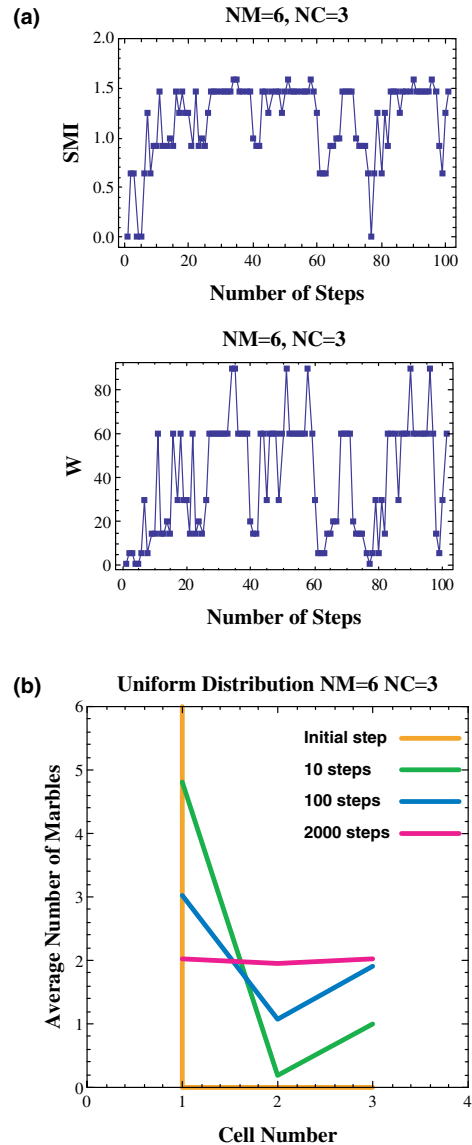 (a)
NM=6, NC=3
2.0
1.5
1.0
0.5
0.0
SMI
0 20 40 60 80 100
Number of Steps
NM=6, NC=3
80
60
40
20
0
W
0 20 40 60 80 100
Number of Steps
(b)
Uniform Distribution NM=6 NC=3
6
5
4
3
2
1
0
Average Number of Marbles
Initial step
10 steps
100 steps
2000 steps
0 1 2 3 4
Cell Number